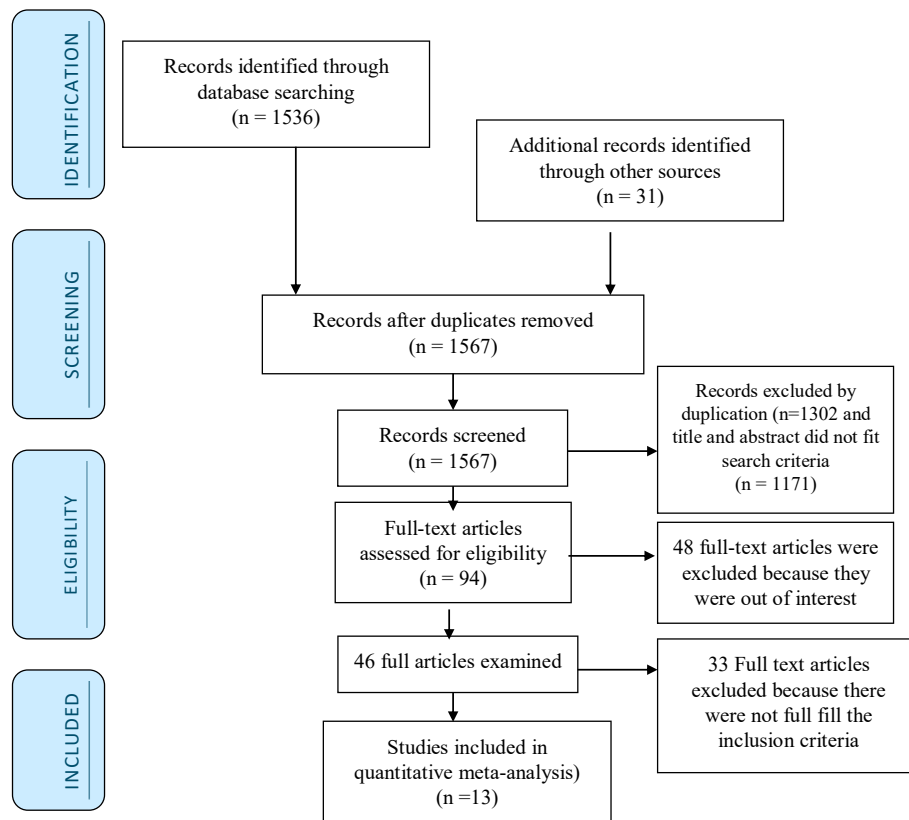 IDENTIFICATION
Records identified through
database searching
(n = 1536)
Additional records identified
through other sources
(n = 31)
SCREENING
Records after duplicates removed
(n = 1567)
Records screened
(n = 1567)
Records excluded by
duplication (n=1302 and
title and abstract did not fit
search criteria
(n = 1171)
ELIGIBILITY
Full-text articles
assessed for eligibility
(n = 94)
48 full-text articles were
excluded because they
were out of interest
46 full articles examined
33 Full text articles
excluded because there
were not full fill the
inclusion criteria
INCLUDED
Studies included in
quantitative meta-analysis)
(n =13)